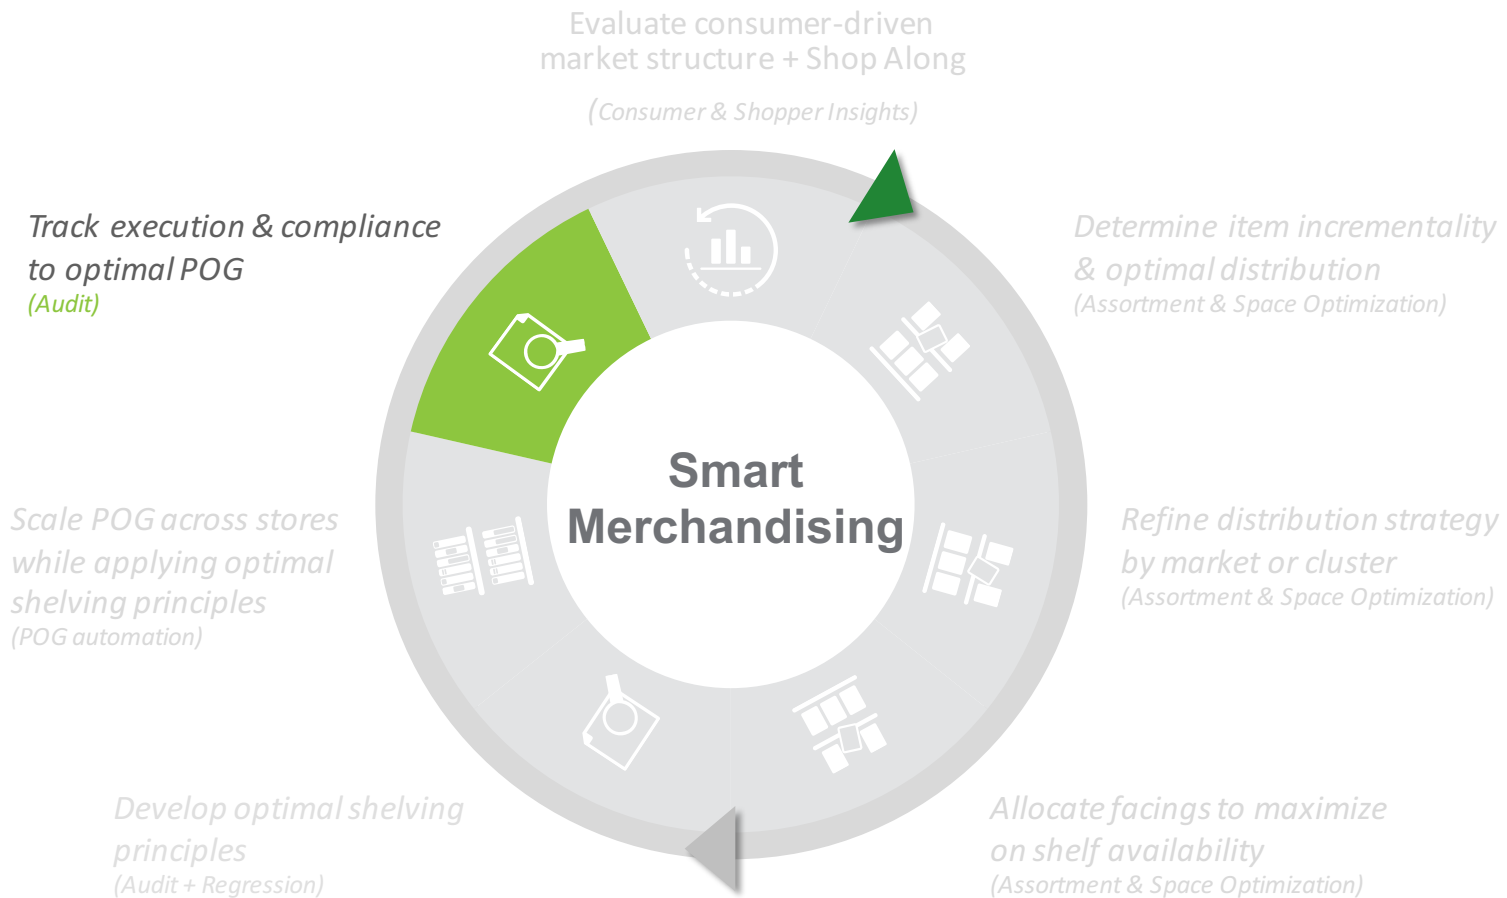 Evaluate consumer-driven
market structure + Shop Along
(Consumer & Shopper Insights)
Track execution & compliance
to optimal POG
(Audit)
Determine item incrementality
& optimal distribution
(Assortment & Space Optimization)
Smart
Merchandising
Scale POG across stores
while applying optimal
shelving principles
(POG automation)
Refine distribution strategy
by market or cluster
(Assortment & Space Optimization)
Develop optimal shelving
principles
(Audit + Regression)
Allocate facings to maximize
on shelf availability
(Assortment & Space Optimization)